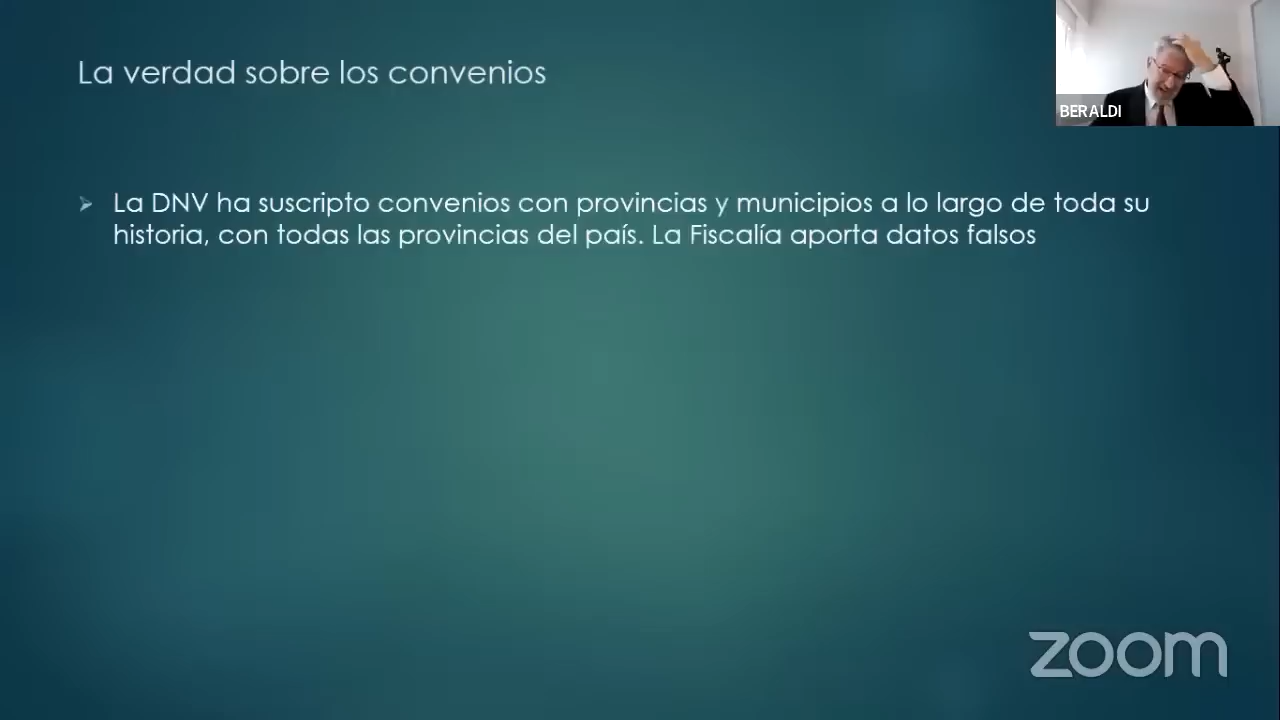 La verdad sobre los convenios
BERALDI
La DNV ha suscripto convenios con provincias y municipios a lo largo de toda su
historia, con todas las provincias del país. La Fiscalía aporta datos falsos
zoom